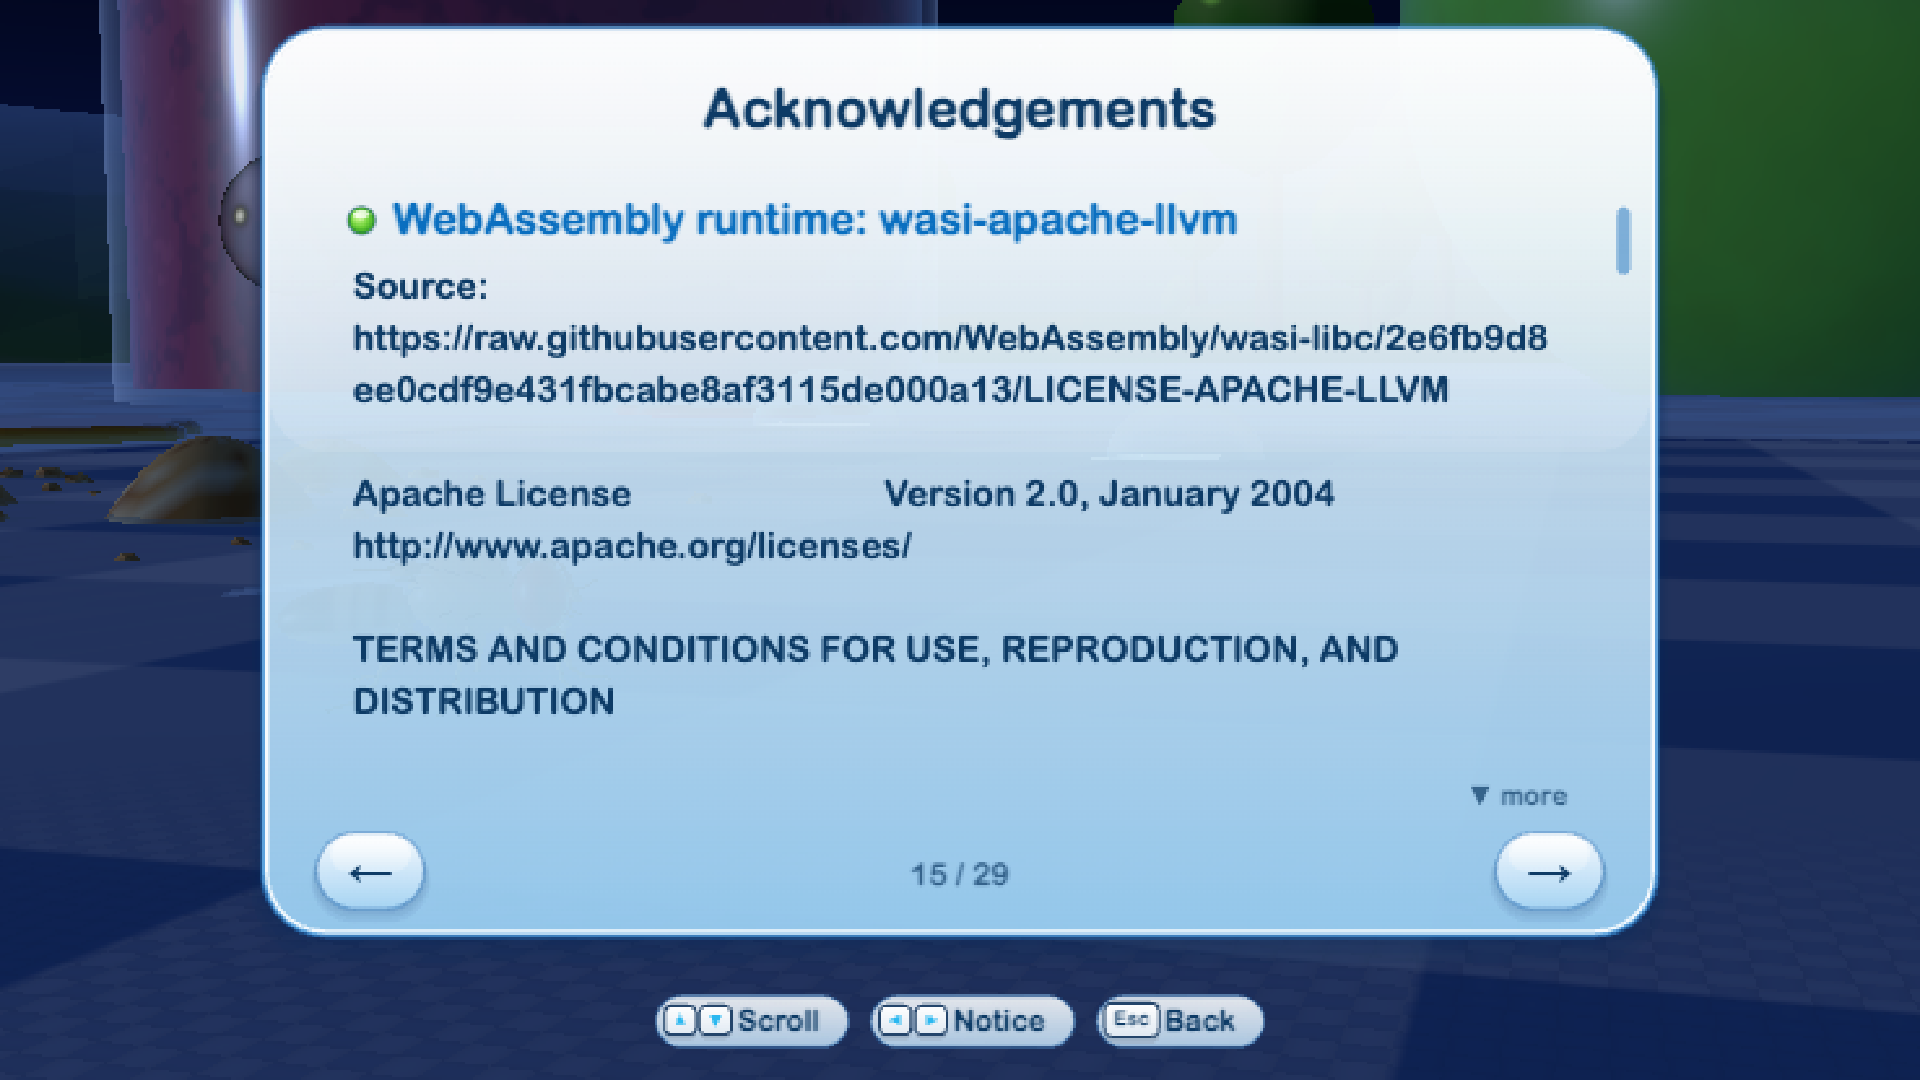 Acknowledgements
WebAssembly runtime: wasi-apache-llvm
Source:
https://raw.githubusercontent.com/WebAssembly/wasi-libc/2e6fb9d8
ee0cdf9e431fbcabe8af3115de000a13/LICENSE-APACHE-LLVM
Apache License Version 2.0, January 2004
http://www.apache.org/licenses/
TERMS AND CONDITIONS FOR USE, REPRODUCTION, AND
DISTRIBUTION
▼ more
← 15 / 29 →
▲ ▼ Scroll ◀ ▶ Notice Esc Back